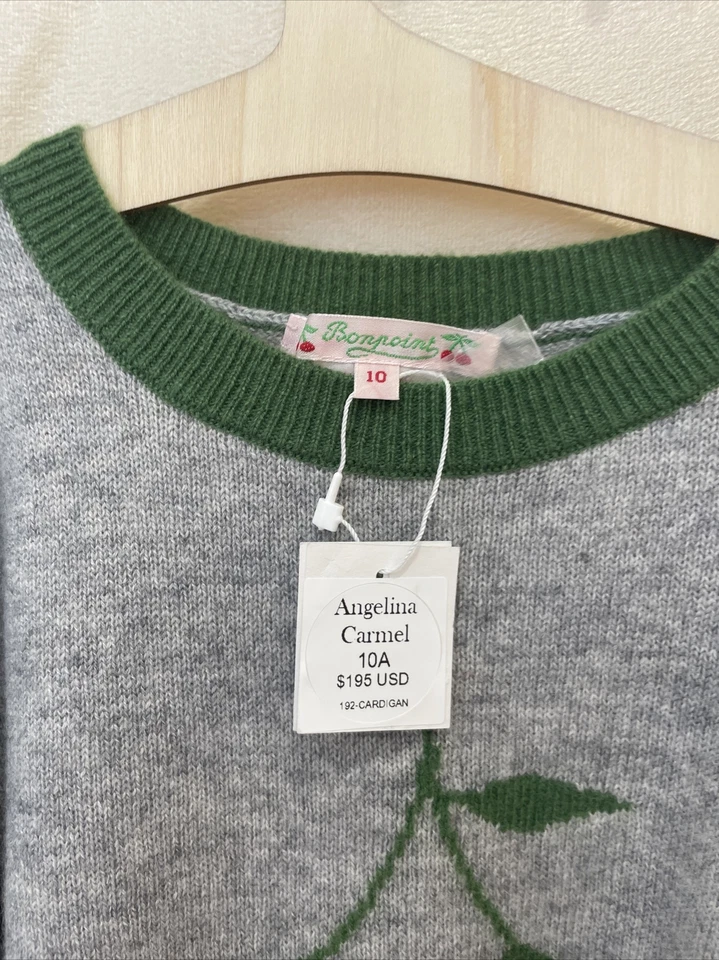 Bonpoint
10
Angelina
Carmel
10A
$195 USD
192-CARDIGAN